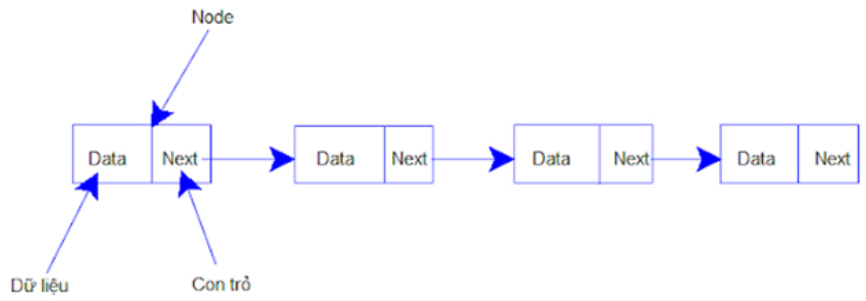 Node
Data Next Data Next Data Next Data Next
Dữ liệu Con trỏ